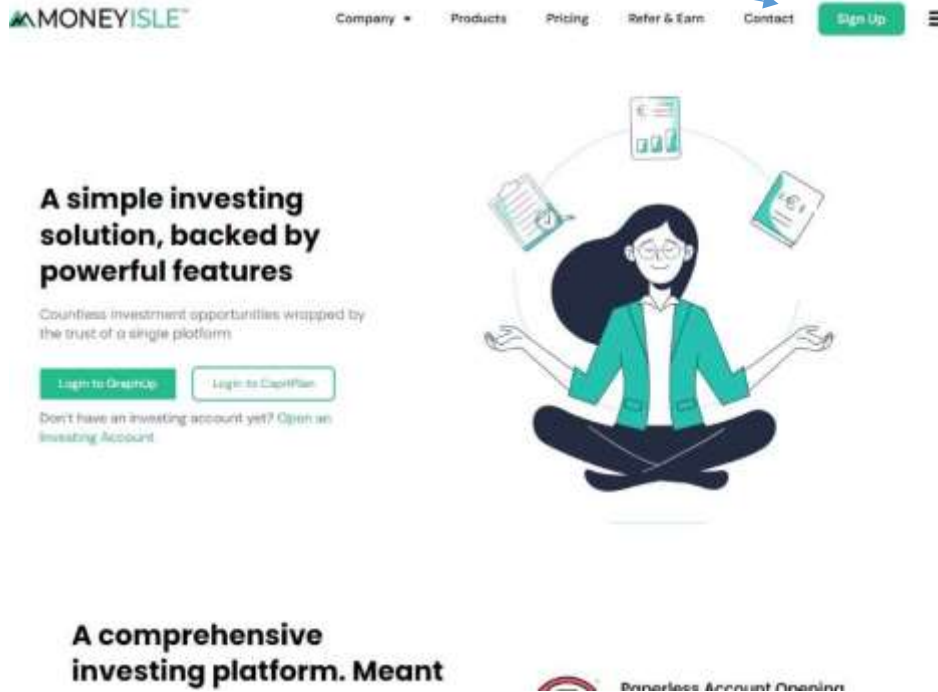 MONEYISLE™
Company Products Pricing Refer & Earn Contact Sign Up
A simple investing
solution, backed by
powerful features
Countless investment opportunities wrapped by
the trust of a single platform
Login to GraphUp Login to CapitPlan
Don't have an investing account yet? Open an
Investing Account
A comprehensive
investing platform. Meant
Paperless Account Opening